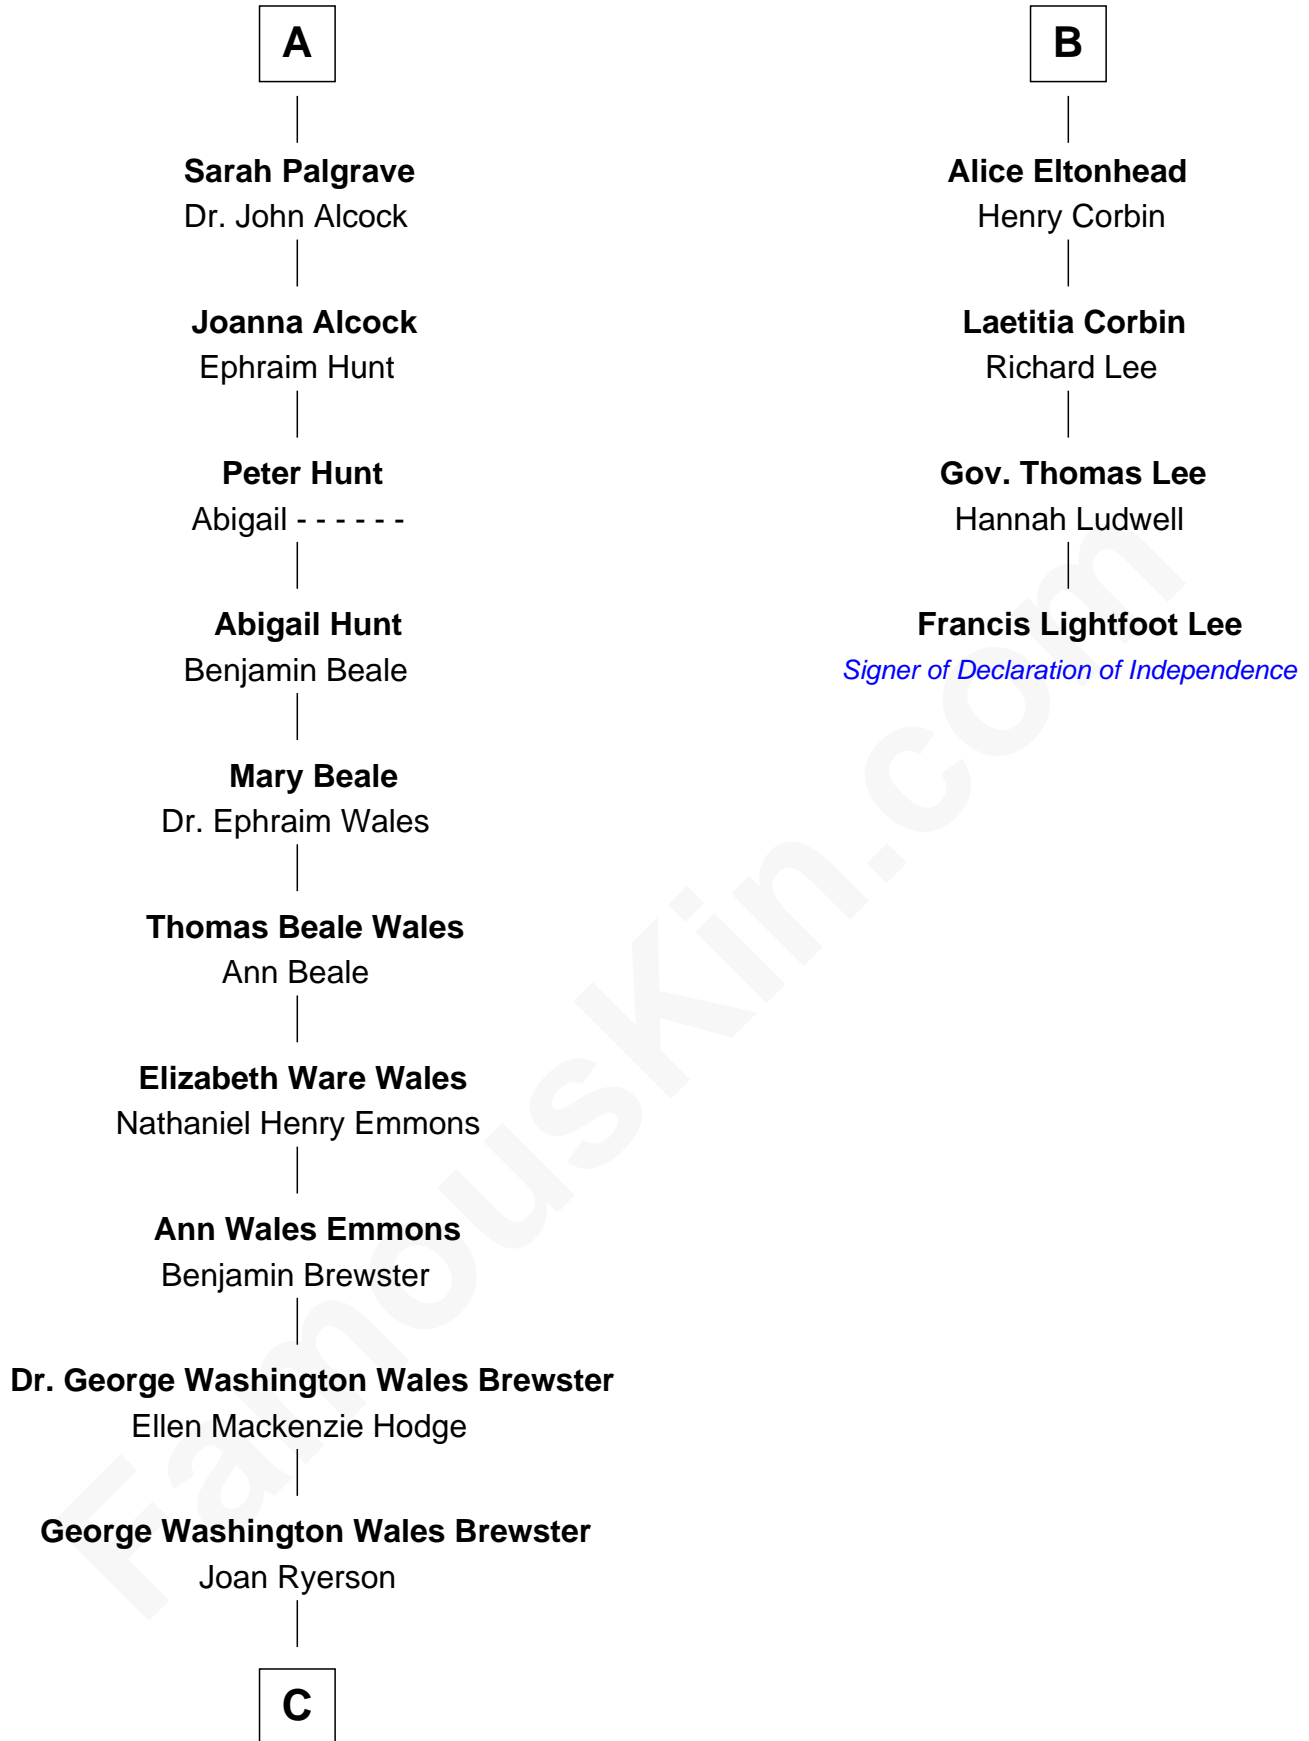 A
Sarah Palgrave
Dr. John Alcock
Joanna Alcock
Ephraim Hunt
Peter Hunt
Abigail - - - - - -
Abigail Hunt
Benjamin Beale
Mary Beale
Dr. Ephraim Wales
Thomas Beale Wales
Ann Beale
Elizabeth Ware Wales
Nathaniel Henry Emmons
Ann Wales Emmons
Benjamin Brewster
Dr. George Washington Wales Brewster
Ellen Mackenzie Hodge
George Washington Wales Brewster
Joan Ryerson
C
B
Alice Eltonhead
Henry Corbin
Laetitia Corbin
Richard Lee
Gov. Thomas Lee
Hannah Ludwell
Francis Lightfoot Lee
Signer of Declaration of Independence
FamousKin.com